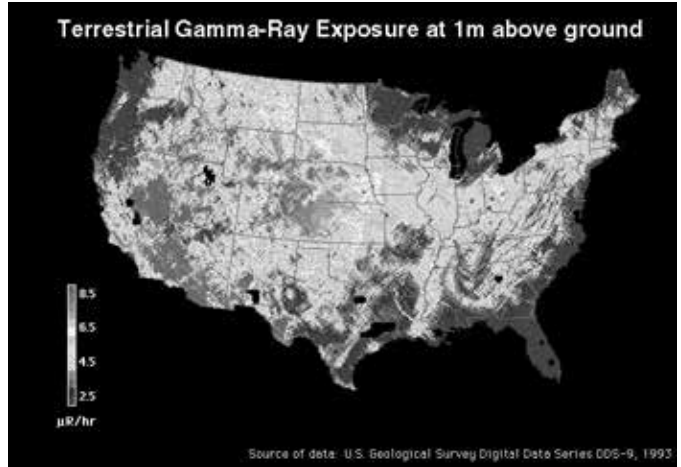 Terrestrial Gamma-Ray Exposure at 1m above ground
8.5
6.5
4.5
2.5
µR/hr
Source of data: U.S. Geological Survey Digital Data Series DDS-9, 1993